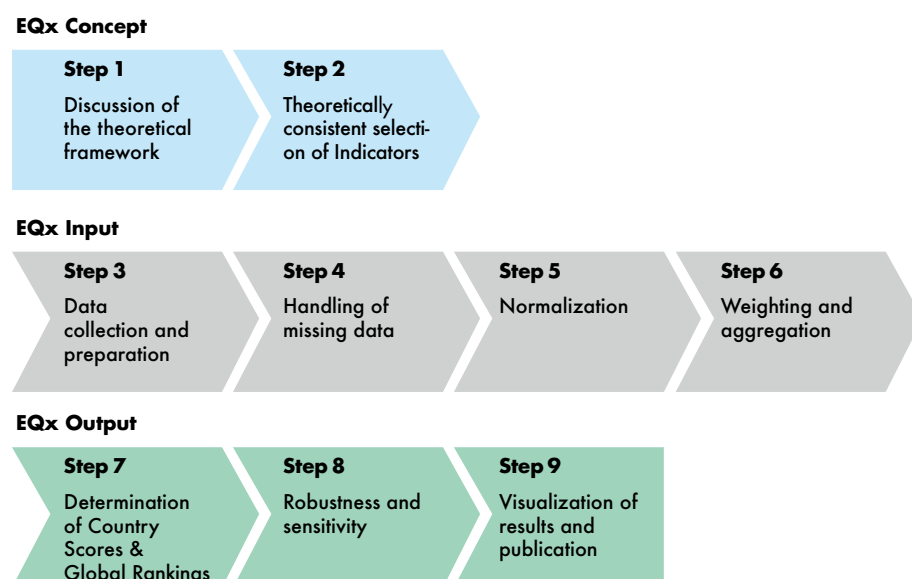 EQx Concept
Step 1
Discussion of
the theoretical
framework
Step 2
Theoretically
consistent selecti-
on of Indicators
EQx Input
Step 3
Data
collection and
preparation
Step 4
Handling of
missing data
Step 5
Normalization
Step 6
Weighting and
aggregation
EQx Output
Step 7
Determination
of Country
Scores &
Global Rankings
Step 8
Robustness and
sensitivity
Step 9
Visualization of
results and
publication